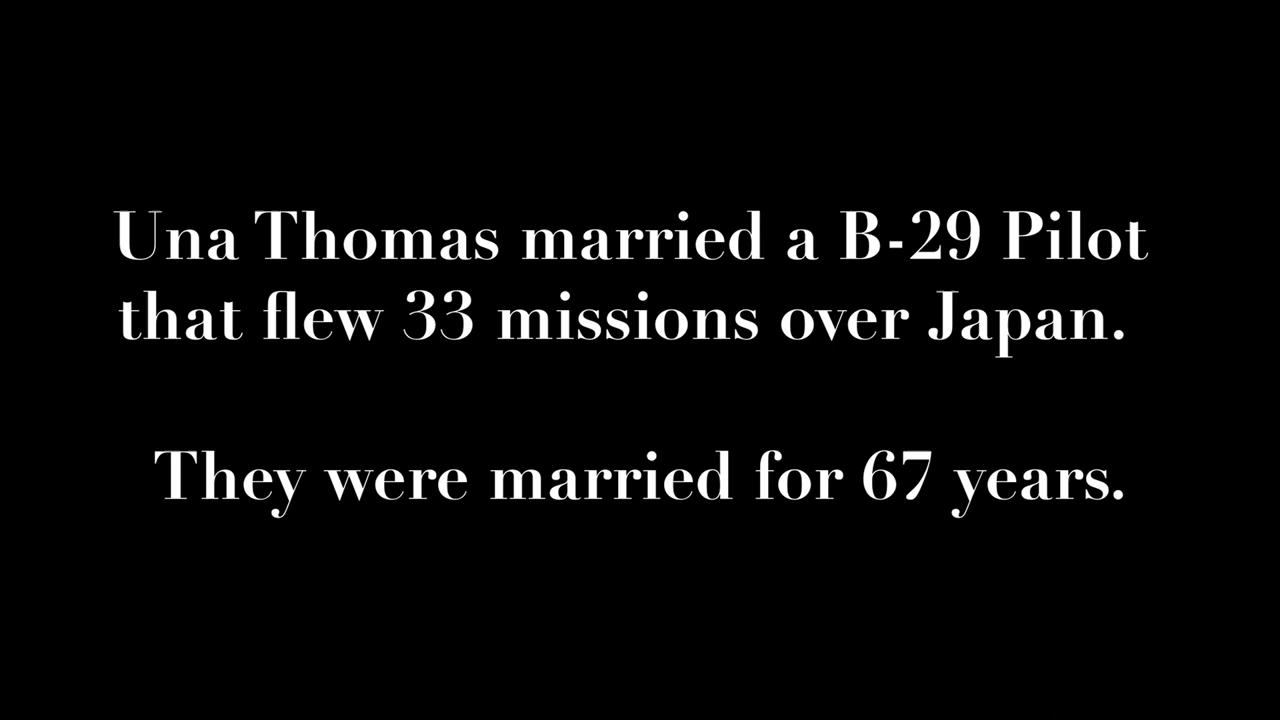 Una Thomas married a B-29 Pilot
that flew 33 missions over Japan.
They were married for 67 years.